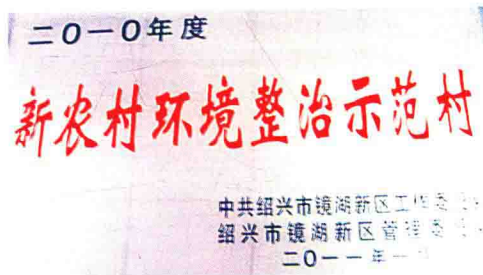 二〇一〇年度
新农村环境整治示范村
中共绍兴市镜湖新区工作委
绍兴市镜湖新区管理委
二〇一一年一